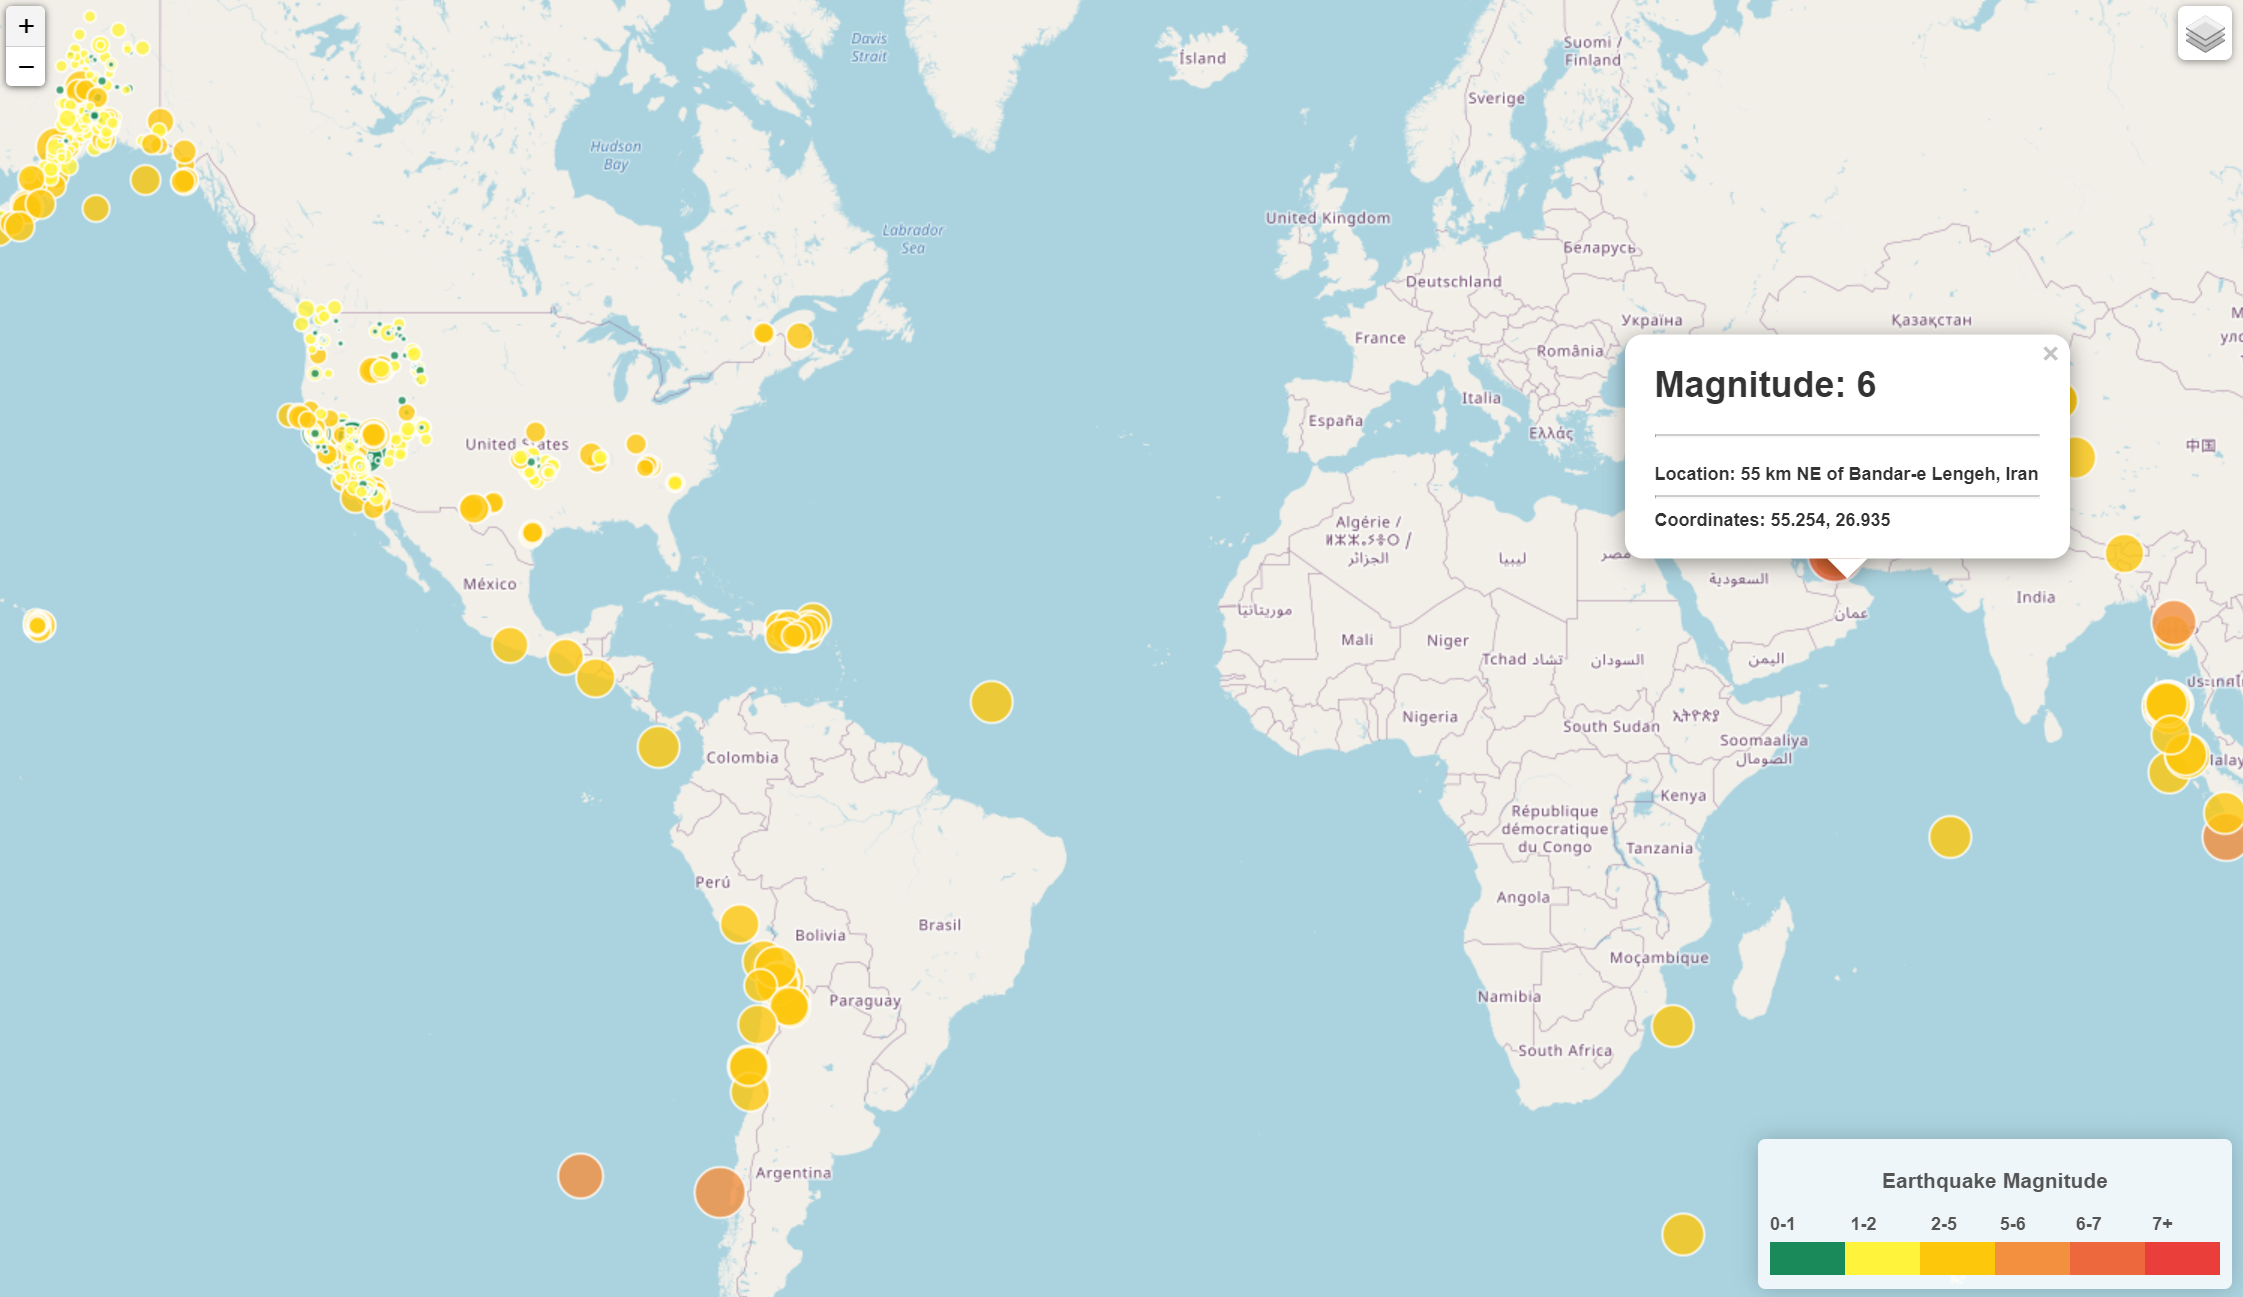 +
−
Davis
Strait
Ísland
Suomi /
Finland
Sverige
Hudson
Bay
United Kingdom
Labrador
Sea
Беларусь
Deutschland
Україна
Қазақстан
France
România
Italia
España
Ελλάς
United States
中国
×
Magnitude: 6
Location: 55 km NE of Bandar-e Lengeh, Iran
Coordinates: 55.254, 26.935
Algérie /
ⵍⵣⵣⴰⵢⴻⵔ /
الجزائر
ليبيا
مصر
السعودية
México
India
موريتانيا
عمان
Mali
Niger
Tchad تشاد
السودان
اليمن
Nigeria
South Sudan
ኢትዮጵያ
Soomaaliya
الصومال
Colombia
Kenya
République
démocratique
du Congo
Tanzania
Perú
Angola
Brasil
Bolivia
Moçambique
Paraguay
Namibia
South Africa
Argentina
Earthquake Magnitude
0-1 1-2 2-5 5-6 6-7 7+